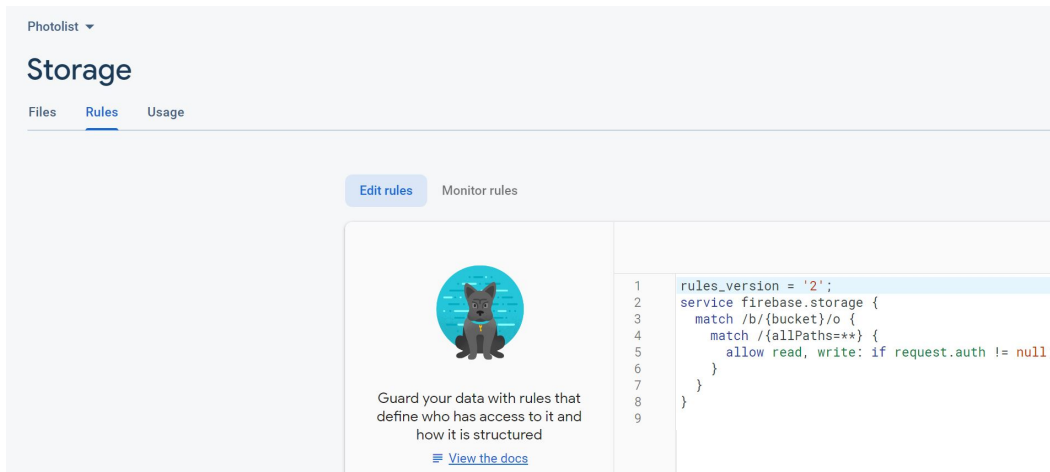 Photolist
Storage
Files Rules Usage
Edit rules Monitor rules
Guard your data with rules that
define who has access to it and
how it is structured
View the docs
1 rules_version = '2';
2 service firebase.storage {
3   match /b/{bucket}/o {
4     match /{allPaths=**} {
5       allow read, write: if request.auth != null
6     }
7   }
8 }
9